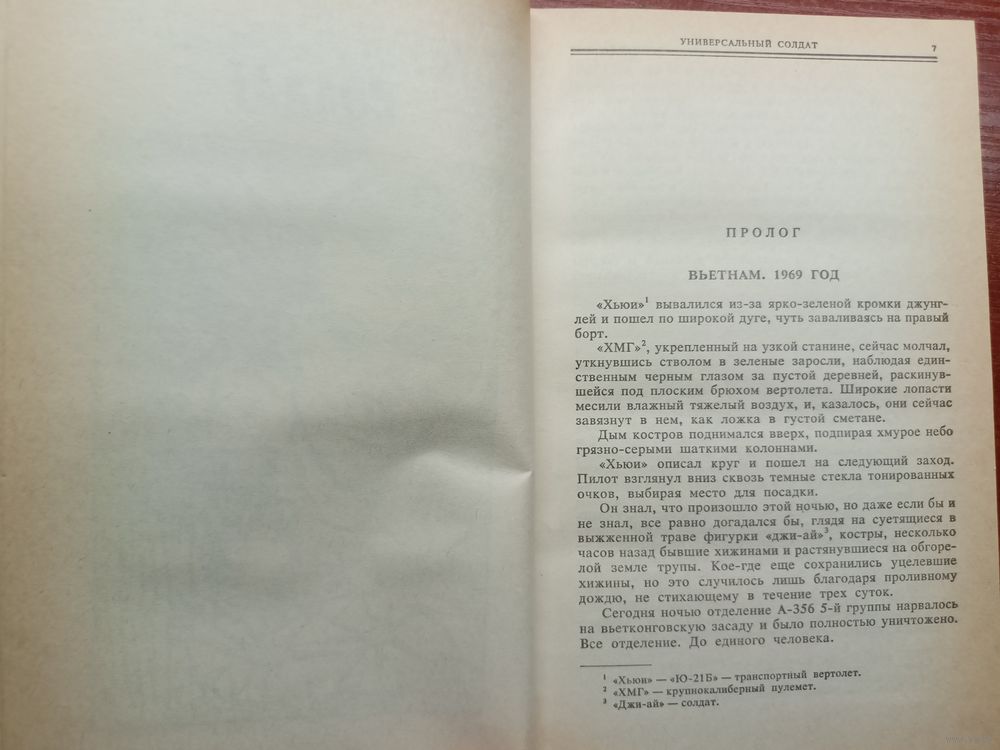 УНИВЕРСАЛЬНЫЙ СОЛДАТ 7
ПРОЛОГ
ВЬЕТНАМ. 1969 ГОД
«Хьюи»¹ вывалился из-за ярко-зеленой кромки джунг-
лей и пошел по широкой дуге, чуть заваливаясь на правый
борт.
«ХМГ»², укрепленный на узкой станине, сейчас молчал,
уткнувшись стволом в зеленые заросли, наблюдая един-
ственным черным глазом за пустой деревней, раскинув-
шейся под плоским брюхом вертолета. Широкие лопасти
месили влажный тяжелый воздух, и, казалось, они сейчас
завязнут в нем, как ложка в густой сметане.
Дым костров поднимался вверх, подпирая хмурое небо
грязно-серыми шаткими колоннами.
«Хьюи» описал круг и пошел на следующий заход.
Пилот взглянул вниз сквозь темные стекла тонированных
очков, выбирая место для посадки.
Он знал, что произошло этой ночью, но даже если бы и
не знал, все равно догадался бы, глядя на суетящиеся в
выжженной траве фигурки «джи-ай»³, костры, несколько
часов назад бывшие хижинами и растянувшиеся на обгоре-
лой земле трупы. Кое-где еще сохранились уцелевшие
хижины, но это случилось лишь благодаря проливному
дождю, не стихающему в течение трех суток.
Сегодня ночью отделение А-356 5-й группы нарвалось
на вьетконговскую засаду и было полностью уничтожено.
Все отделение. До единого человека.
¹ «Хьюи» — «Ю-21Б» — транспортный вертолет.
² «ХМГ» — крупнокалиберный пулемет.
³ «Джи-ай» — солдат.